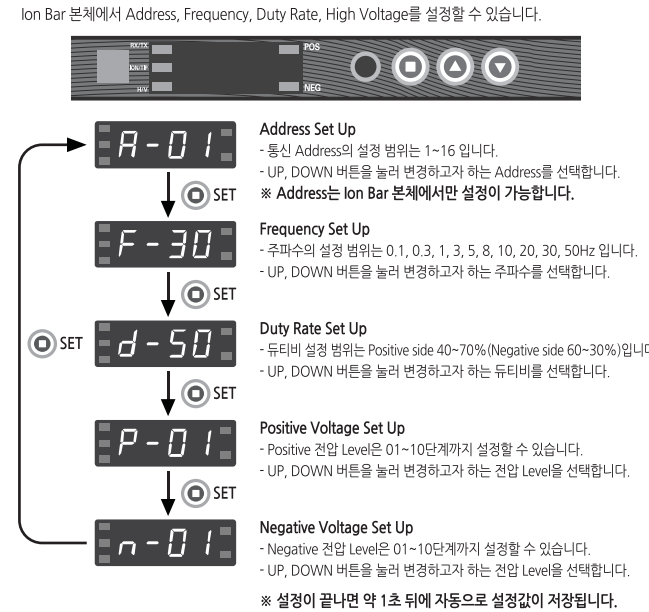 Ion Bar 본체에서 Address, Frequency, Duty Rate, High Voltage를 설정할 수 있습니다.
RX/TX
ION/TIP
H/V
POS
NEG
A-01
Address Set Up
- 통신 Address의 설정 범위는 1~16 입니다.
- UP, DOWN 버튼을 눌러 변경하고자 하는 Address를 선택합니다.
※ Address는 Ion Bar 본체에서만 설정이 가능합니다.
SET
F-30
Frequency Set Up
- 주파수의 설정 범위는 0.1, 0.3, 1, 3, 5, 8, 10, 20, 30, 50Hz 입니다.
- UP, DOWN 버튼을 눌러 변경하고자 하는 주파수를 선택합니다.
SET
SET
d-50
Duty Rate Set Up
- 듀티비 설정 범위는 Positive side 40~70%(Negative side 60~30%)입니다
- UP, DOWN 버튼을 눌러 변경하고자 하는 듀티비를 선택합니다.
SET
P-01
Positive Voltage Set Up
- Positive 전압 Level은 01~10단계까지 설정할 수 있습니다.
- UP, DOWN 버튼을 눌러 변경하고자 하는 전압 Level을 선택합니다.
SET
n-01
Negative Voltage Set Up
- Negative 전압 Level은 01~10단계까지 설정할 수 있습니다.
- UP, DOWN 버튼을 눌러 변경하고자 하는 전압 Level을 선택합니다.
※ 설정이 끝나면 약 1초 뒤에 자동으로 설정값이 저장됩니다.